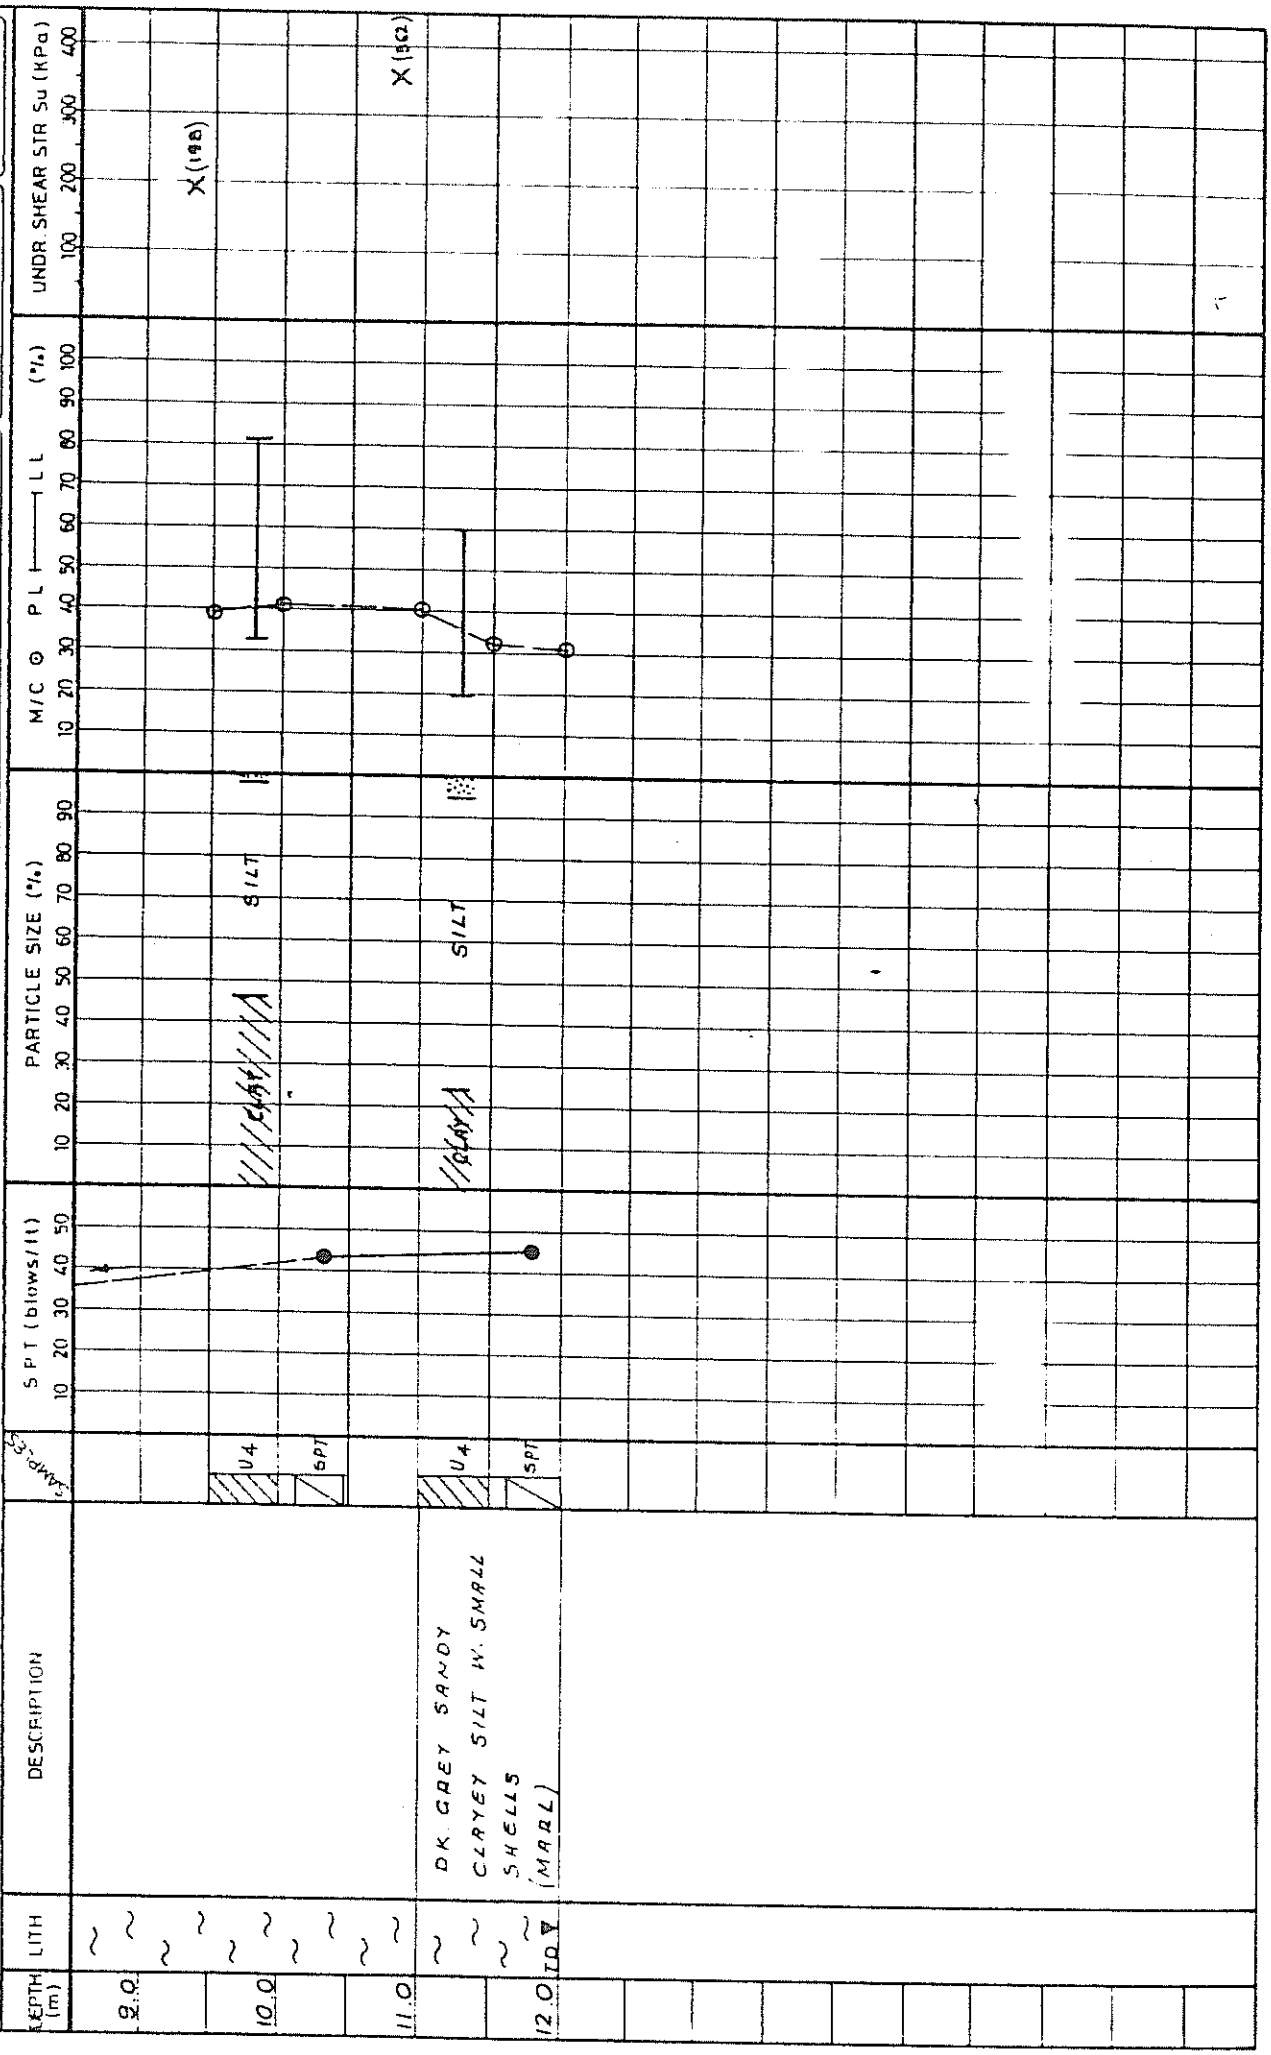 DEPTH (m)
LITH
DESCRIPTION
SAMPLES
SPT (blows/ft)
10 20 30 40 50
PARTICLE SIZE (%)
10 20 30 40 50 60 70 80 90
M/C ⊙ PL ⊢—⊣ LL (%)
10 20 30 40 50 60 70 80 90 100
UNDR. SHEAR STR Su (KPa)
100 200 300 400
9.0
X (198)
U4
CLAY
SILT
10.0
SPT
11.0
X (362)
DK. GREY SANDY
U4
CLAY
SILT
CLAYEY SILT W. SMALL
SHELLS
SPT
(MARL)
12.0
TD